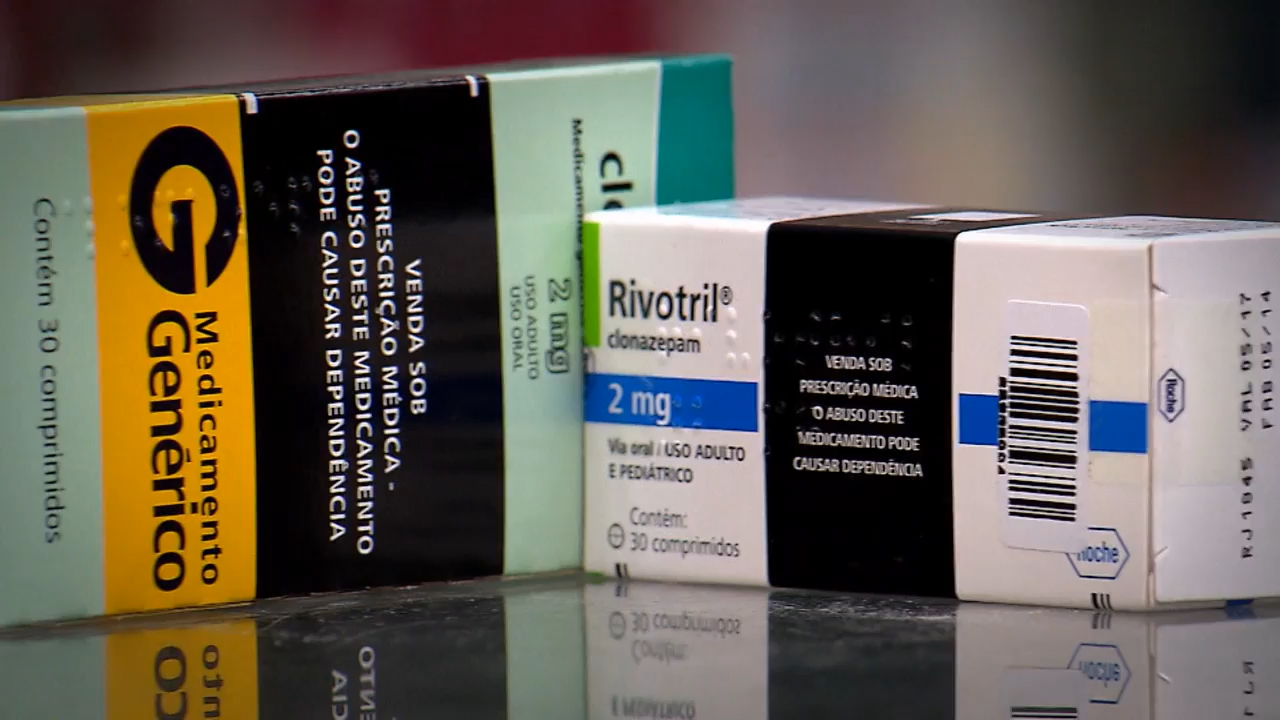 Contém 30 comprimidos
G
Medicamento
Genérico
VENDA SOB
PRESCRIÇÃO MÉDICA -
O ABUSO DESTE MEDICAMENTO
PODE CAUSAR DEPENDÊNCIA
2 mg
USO ADULTO
USO ORAL
Rivotril®
clonazepam
2 mg
Via oral / USO ADULTO
E PEDIÁTRICO
Contém:
30 comprimidos
VENDA SOB
PRESCRIÇÃO MÉDICA
O ABUSO DESTE
MEDICAMENTO PODE
CAUSAR DEPENDÊNCIA
Roche
Roche
RJ1045 VAL 05/17
FAB 05/14